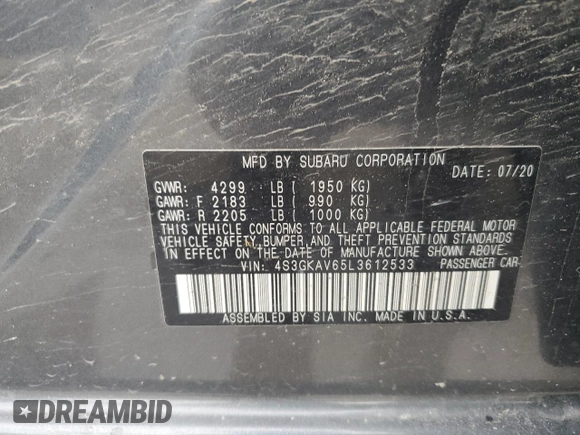 MFD BY SUBARU CORPORATION
DATE: 07/20
GVWR: 4299 LB ( 1950 KG)
GAWR: F 2183 LB ( 990 KG)
GAWR: R 2205 LB ( 1000 KG)
THIS VEHICLE CONFORMS TO ALL APPLICABLE FEDERAL MOTOR
VEHICLE SAFETY, BUMPER, AND THEFT PREVENTION STANDARDS
IN EFFECT ON THE DATE OF MANUFACTURE SHOWN ABOVE.
VIN: 4S3GKAV65L3612533 PASSENGER CAR
ASSEMBLED BY SIA INC. MADE IN U.S.A.
DREAMBID